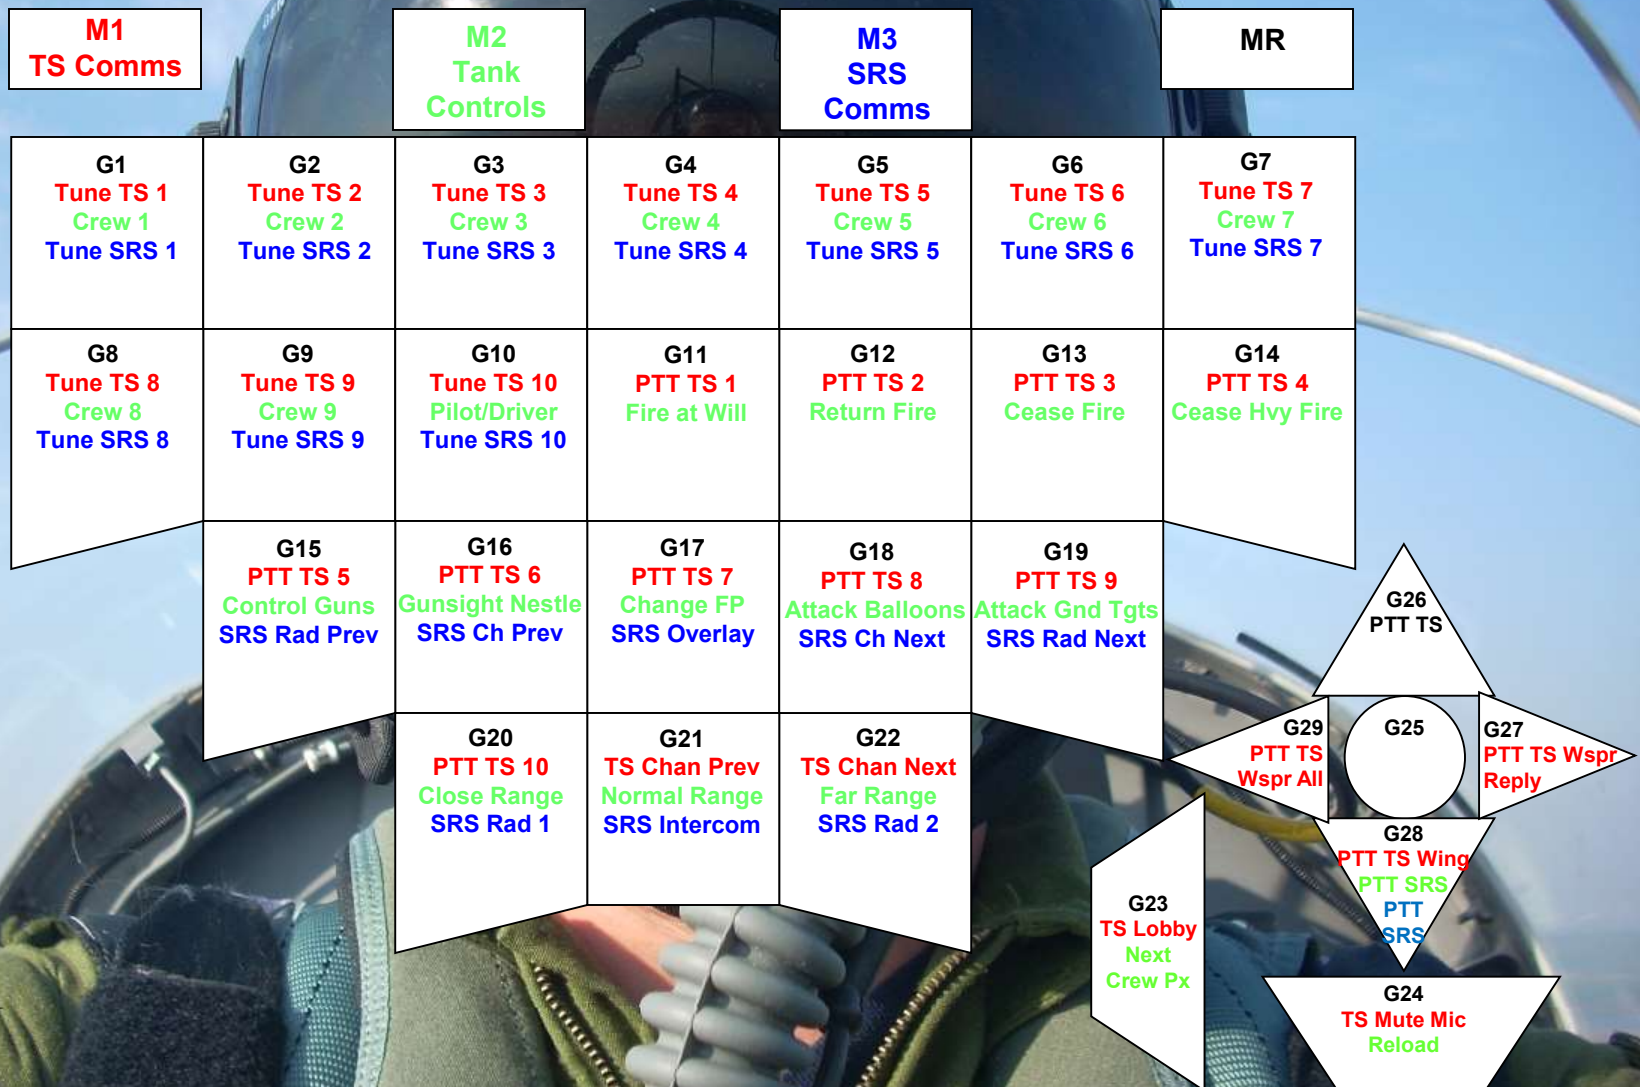 M1
TS Comms
M2
Tank
Controls
M3
SRS
Comms
MR
G1
Tune TS 1
Crew 1
Tune SRS 1
G2
Tune TS 2
Crew 2
Tune SRS 2
G3
Tune TS 3
Crew 3
Tune SRS 3
G4
Tune TS 4
Crew 4
Tune SRS 4
G5
Tune TS 5
Crew 5
Tune SRS 5
G6
Tune TS 6
Crew 6
Tune SRS 6
G7
Tune TS 7
Crew 7
Tune SRS 7
G8
Tune TS 8
Crew 8
Tune SRS 8
G9
Tune TS 9
Crew 9
Tune SRS 9
G10
Tune TS 10
Pilot/Driver
Tune SRS 10
G11
PTT TS 1
Fire at Will
G12
PTT TS 2
Return Fire
G13
PTT TS 3
Cease Fire
G14
PTT TS 4
Cease Hvy Fire
G15
PTT TS 5
Control Guns
SRS Rad Prev
G16
PTT TS 6
Gunsight Nestle
SRS Ch Prev
G17
PTT TS 7
Change FP
SRS Overlay
G18
PTT TS 8
Attack Balloons
SRS Ch Next
G19
PTT TS 9
Attack Gnd Tgts
SRS Rad Next
G20
PTT TS 10
Close Range
SRS Rad 1
G21
TS Chan Prev
Normal Range
SRS Intercom
G22
TS Chan Next
Far Range
SRS Rad 2
G26
PTT TS
G29
PTT TS
Wspr All
G25
G27
PTT TS Wspr
Reply
G28
PTT TS Wing
PTT SRS
PTT
SRS
G23
TS Lobby
Next
Crew Px
G24
TS Mute Mic
Reload